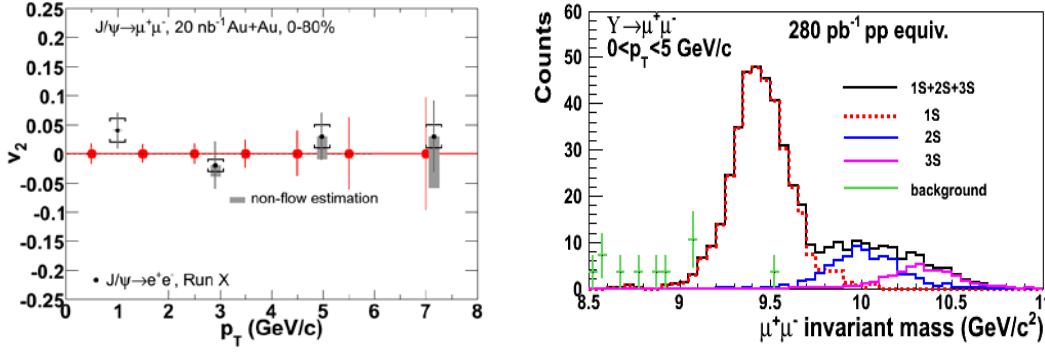 J/ψ→μ⁺μ⁻, 20 nb⁻¹Au+Au, 0-80%
0.25
0.2
0.15
0.1
0.05
0
-0.05
-0.1
-0.15
-0.2
-0.25
v₂
non-flow estimation
J/ψ→e⁺e⁻, Run X
0 1 2 3 4 5 6 7 8
p_T (GeV/c)
Υ→μ⁺μ⁻
0<p_T<5 GeV/c
280 pb⁻¹ pp equiv.
1S+2S+3S
1S
2S
3S
background
Counts
60
50
40
30
20
10
0
8.5 9 9.5 10 10.5 11
μ⁺μ⁻ invariant mass (GeV/c²)